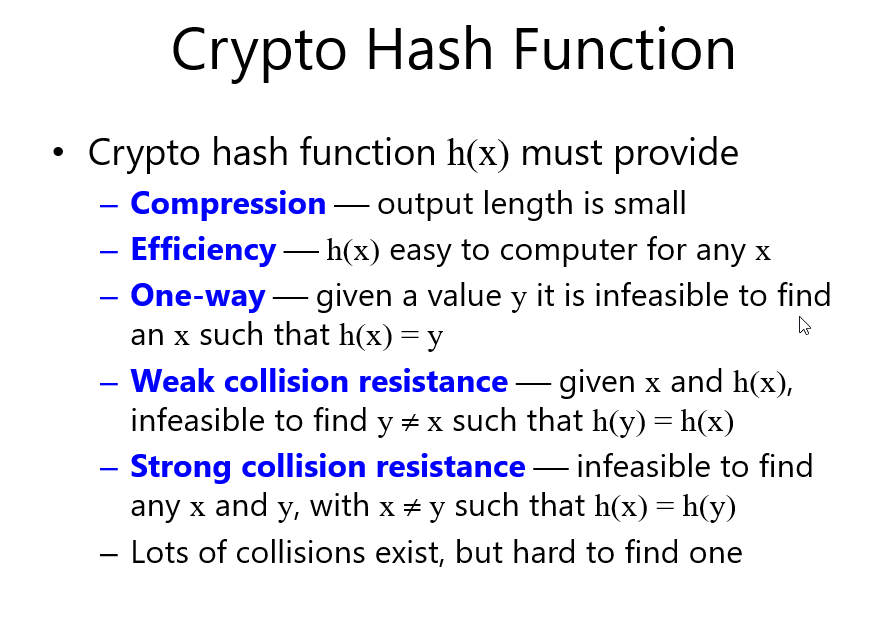 Crypto Hash Function
• Crypto hash function h(x) must provide
– Compression — output length is small
– Efficiency — h(x) easy to computer for any x
– One-way — given a value y it is infeasible to find
an x such that h(x) = y
– Weak collision resistance — given x and h(x),
infeasible to find y ≠ x such that h(y) = h(x)
– Strong collision resistance — infeasible to find
any x and y, with x ≠ y such that h(x) = h(y)
– Lots of collisions exist, but hard to find one